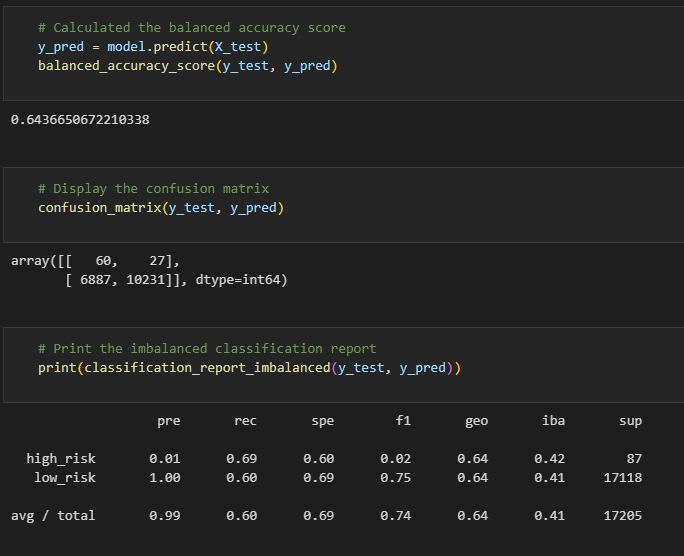 # Calculated the balanced accuracy score
y_pred = model.predict(X_test)
balanced_accuracy_score(y_test, y_pred)
0.6436650672210338
# Display the confusion matrix
confusion_matrix(y_test, y_pred)
array([[   60,    27],
       [ 6887, 10231]], dtype=int64)
# Print the imbalanced classification report
print(classification_report_imbalanced(y_test, y_pred))
pre rec spe f1 geo iba sup
high_risk 0.01 0.69 0.60 0.02 0.64 0.42 87
low_risk 1.00 0.60 0.69 0.75 0.64 0.41 17118
avg / total 0.99 0.60 0.69 0.74 0.64 0.41 17205